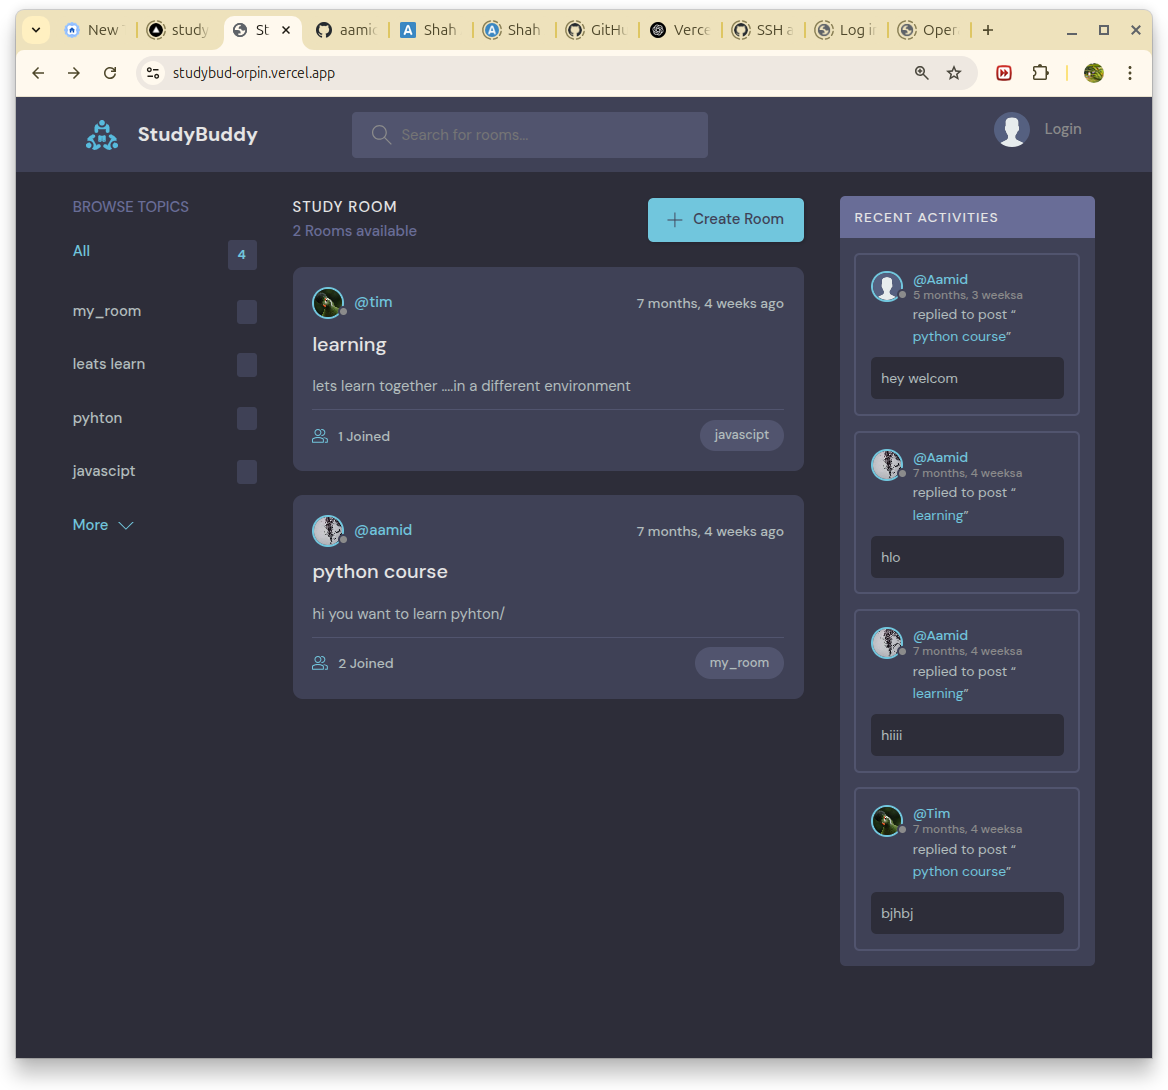 New
study
St
aamid
Shah
Shah
GitHu
Verce
SSH a
Log in
Oper
studybud-orpin.vercel.app
StudyBuddy
Search for rooms...
Login
BROWSE TOPICS
All
4
my_room
leats learn
pyhton
javascipt
More
STUDY ROOM
2 Rooms available
Create Room
@tim
7 months, 4 weeks ago
learning
lets learn together ....in a different environment
1 Joined
javascipt
@aamid
7 months, 4 weeks ago
python course
hi you want to learn pyhton/
2 Joined
my_room
RECENT ACTIVITIES
@Aamid
5 months, 3 weeksa
replied to post “
python course”
hey welcom
@Aamid
7 months, 4 weeksa
replied to post “
learning”
hlo
@Aamid
7 months, 4 weeksa
replied to post “
learning”
hiiii
@Tim
7 months, 4 weeksa
replied to post “
python course”
bjhbj